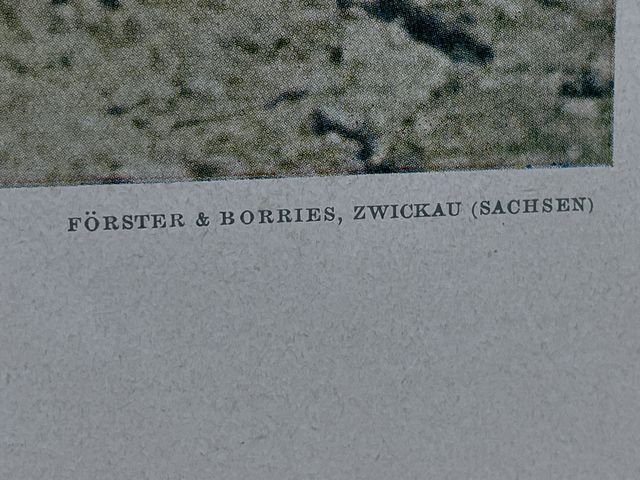 FÖRSTER & BORRIES, ZWICKAU (SACHSEN)